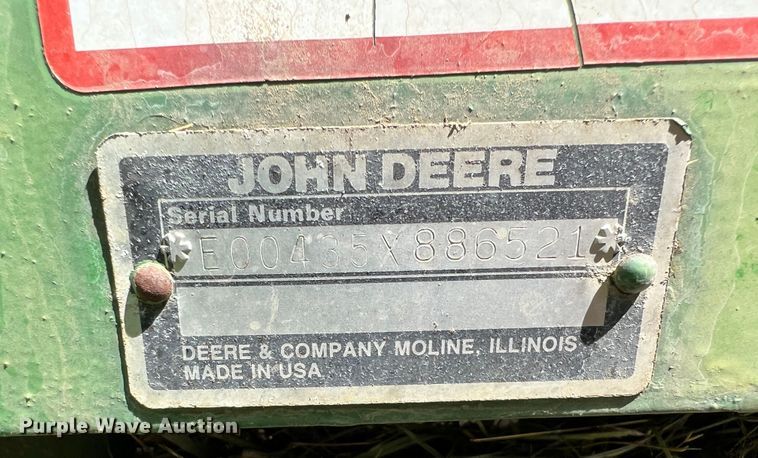 JOHN DEERE
Serial Number
*E00435X886521*
DEERE & COMPANY MOLINE, ILLINOIS
MADE IN USA
Purple Wave Auction